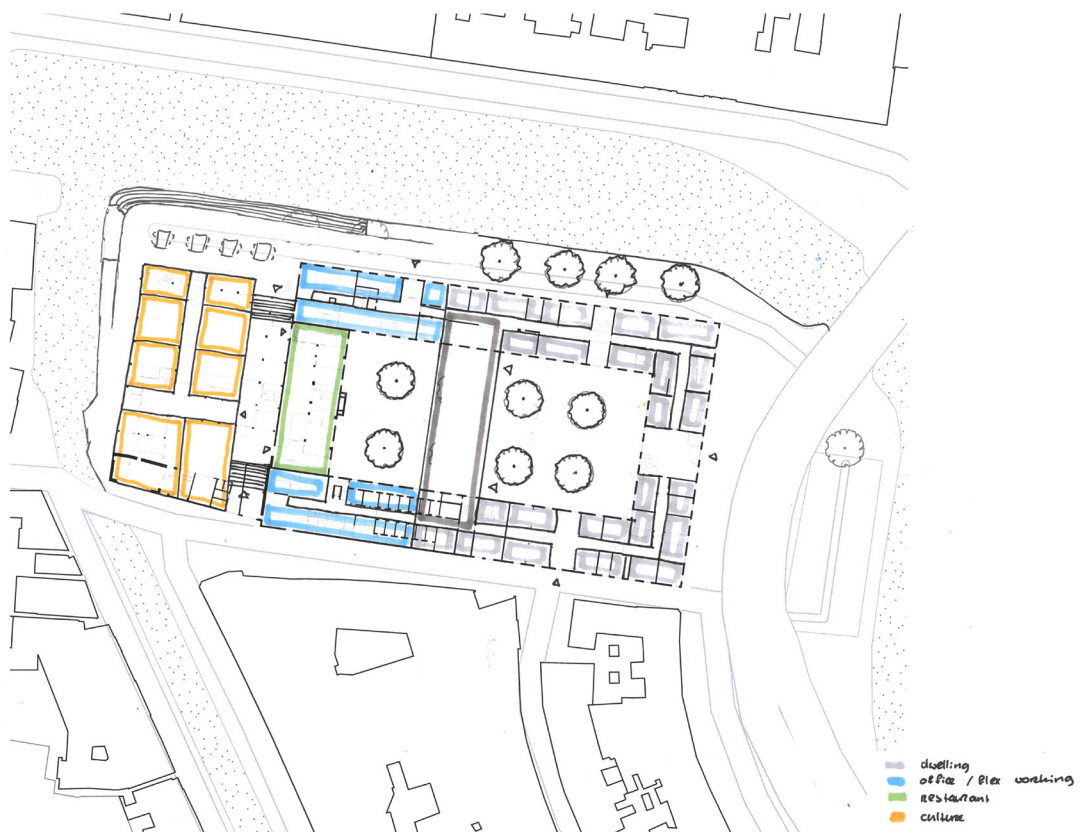 dwelling
office / flex working
restaurant
culture